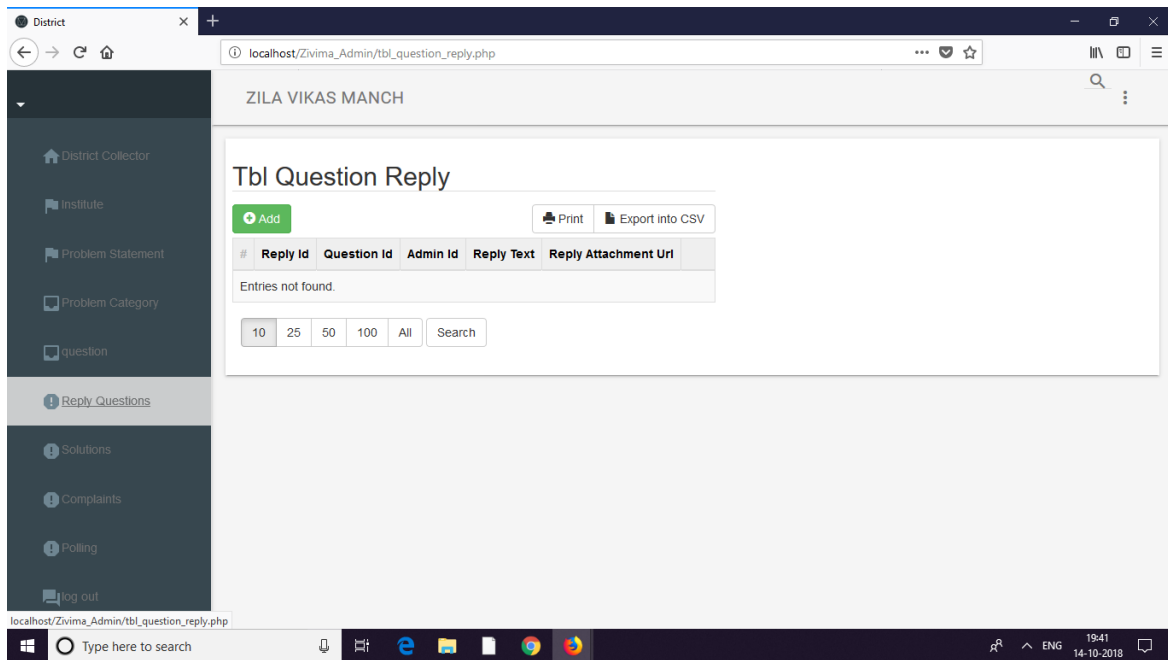 District
localhost/Zivima_Admin/tbl_question_reply.php
ZILA VIKAS MANCH
District Collector
Institute
Problem Statement
Problem Category
question
Reply Questions
Solutions
Complaints
Polling
log out
Tbl Question Reply
Add
Print Export into CSV
# Reply Id Question Id Admin Id Reply Text Reply Attachment Url
Entries not found.
10 25 50 100 All Search
localhost/Zivima_Admin/tbl_question_reply.php
Type here to search
ENG
19:41
14-10-2018